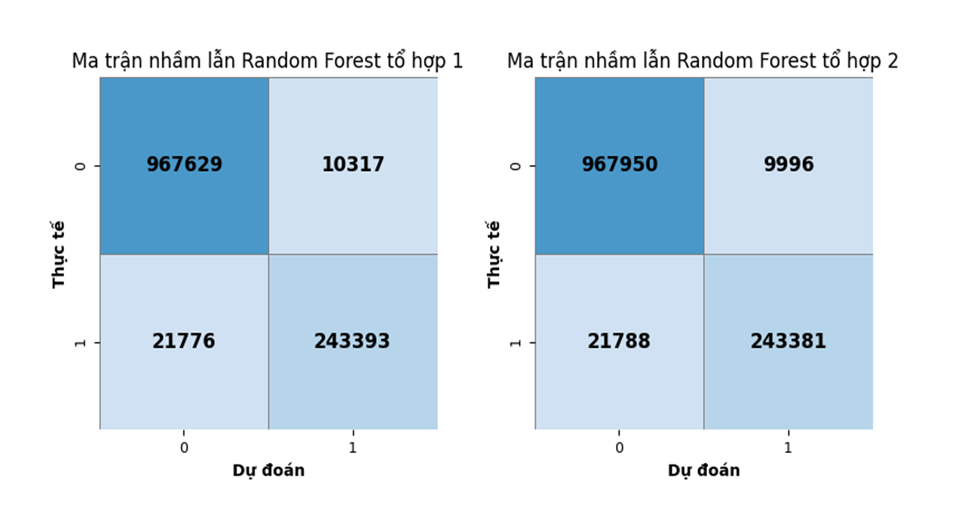 Ma trận nhầm lẫn Random Forest tổ hợp 1
0
967629
10317
Thực tế
1
21776
243393
0
1
Dự đoán
Ma trận nhầm lẫn Random Forest tổ hợp 2
0
967950
9996
Thực tế
1
21788
243381
0
1
Dự đoán